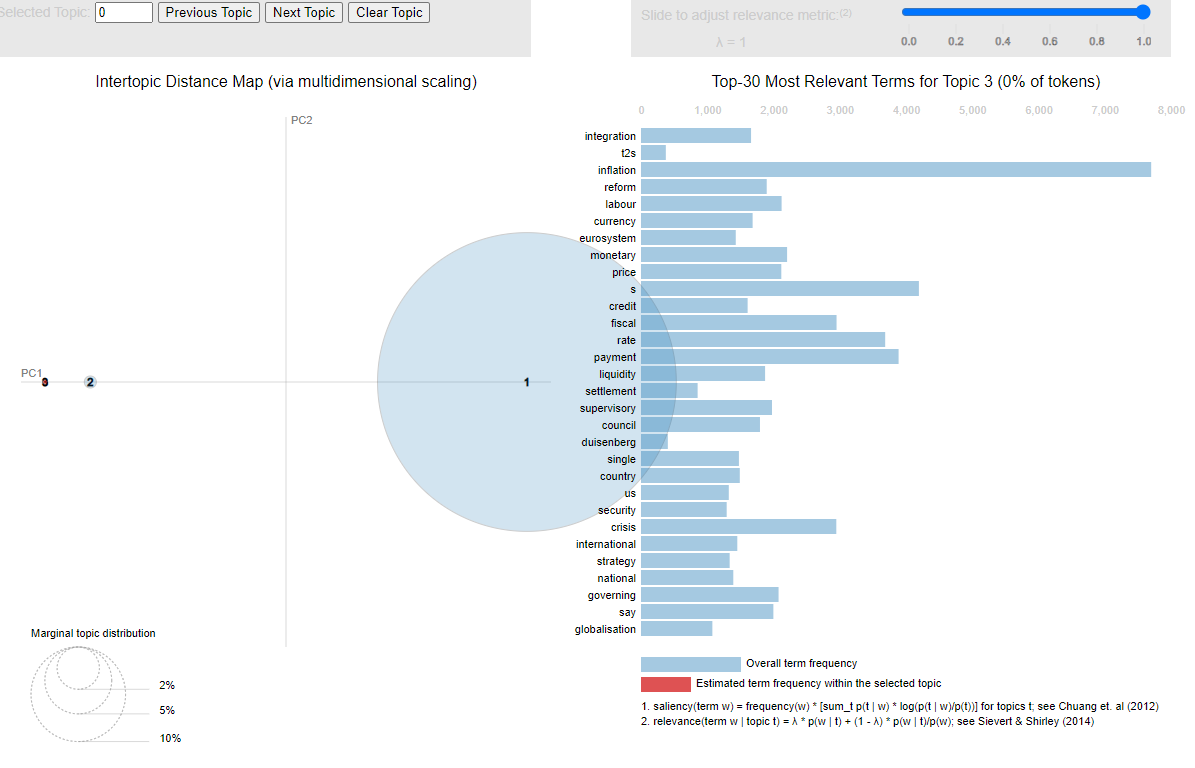 Selected Topic: 0 Previous Topic Next Topic Clear Topic
Slide to adjust relevance metric:(2)
λ = 1
0.0 0.2 0.4 0.6 0.8 1.0
Intertopic Distance Map (via multidimensional scaling)
PC2
PC1
2
1
Marginal topic distribution
2%
5%
10%
Top-30 Most Relevant Terms for Topic 3 (0% of tokens)
0 1,000 2,000 3,000 4,000 5,000 6,000 7,000 8,000
integration
t2s
inflation
reform
labour
currency
eurosystem
monetary
price
s
credit
fiscal
rate
payment
liquidity
settlement
supervisory
council
duisenberg
single
country
us
security
crisis
international
strategy
national
governing
say
globalisation
Overall term frequency
Estimated term frequency within the selected topic
1. saliency(term w) = frequency(w) * [sum_t p(t | w) * log(p(t | w)/p(t))] for topics t; see Chuang et. al (2012)
2. relevance(term w | topic t) = λ * p(w | t) + (1 - λ) * p(w | t)/p(w); see Sievert & Shirley (2014)